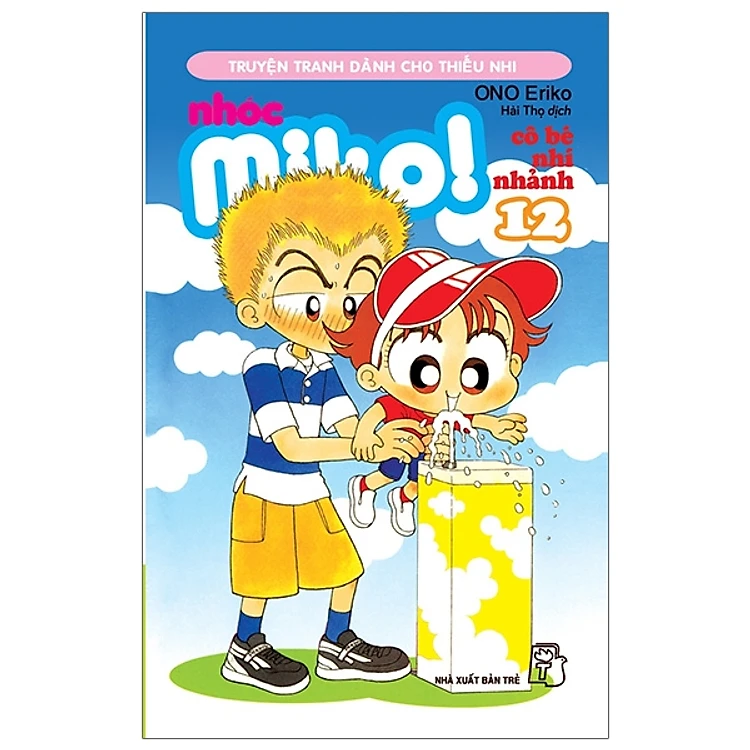 TRUYỆN TRANH DÀNH CHO THIẾU NHI
ONO Eriko
Hải Thọ dịch
nhóc
miko!
cô bé
nhí
nhảnh
12
T
NHÀ XUẤT BẢN TRẺ